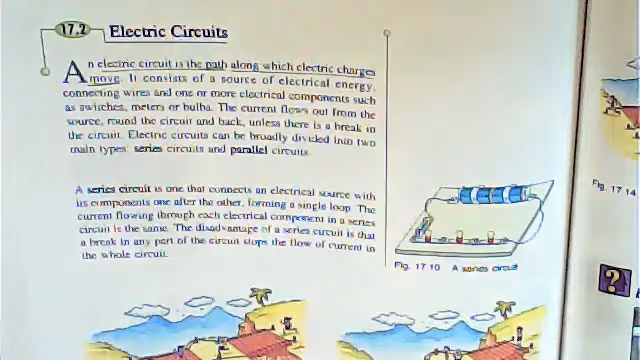 17.2 Electric Circuits
An electric circuit is the path along which electric charges
move. It consists of a source of electrical energy,
connecting wires and one or more electrical components such
as switches, meters or bulbs. The current flows out from the
source, round the circuit and back, unless there is a break in
the circuit. Electric circuits can be broadly divided into two
main types: series circuits and parallel circuits.
A series circuit is one that connects an electrical source with
its components one after the other, forming a single loop. The
current flowing through each electrical component in a series
circuit is the same. The disadvantage of a series circuit is that
a break in any part of the circuit stops the flow of current in
the whole circuit.
Fig. 17.10 A series circuit
Fig. 17.14
?